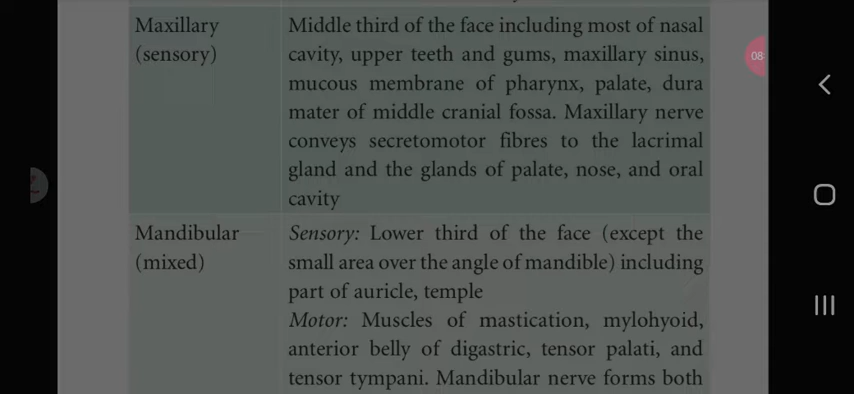 Maxillary
(sensory)
Middle third of the face including most of nasal
cavity, upper teeth and gums, maxillary sinus,
mucous membrane of pharynx, palate, dura
mater of middle cranial fossa. Maxillary nerve
conveys secretomotor fibres to the lacrimal
gland and the glands of palate, nose, and oral
cavity
Mandibular
(mixed)
Sensory: Lower third of the face (except the
small area over the angle of mandible) including
part of auricle, temple
Motor: Muscles of mastication, mylohyoid,
anterior belly of digastric, tensor palati, and
tensor tympani. Mandibular nerve forms both
08